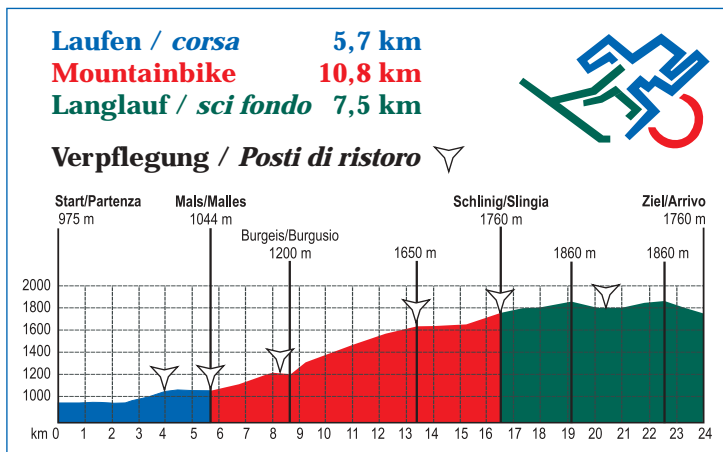 Laufen / corsa 5,7 km
Mountainbike 10,8 km
Langlauf / sci fondo 7,5 km
Verpflegung / Posti di ristoro
Start/Partenza
975 m
Mals/Malles
1044 m
Burgeis/Burgusio
1200 m
1650 m
Schlinig/Slingia
1760 m
1860 m
Ziel/Arrivo
1760 m
1860 m
2000
1800
1600
1400
1200
1000
km 0 1 2 3 4 5 6 7 8 9 10 11 12 13 14 15 16 17 18 19 20 21 22 23 24